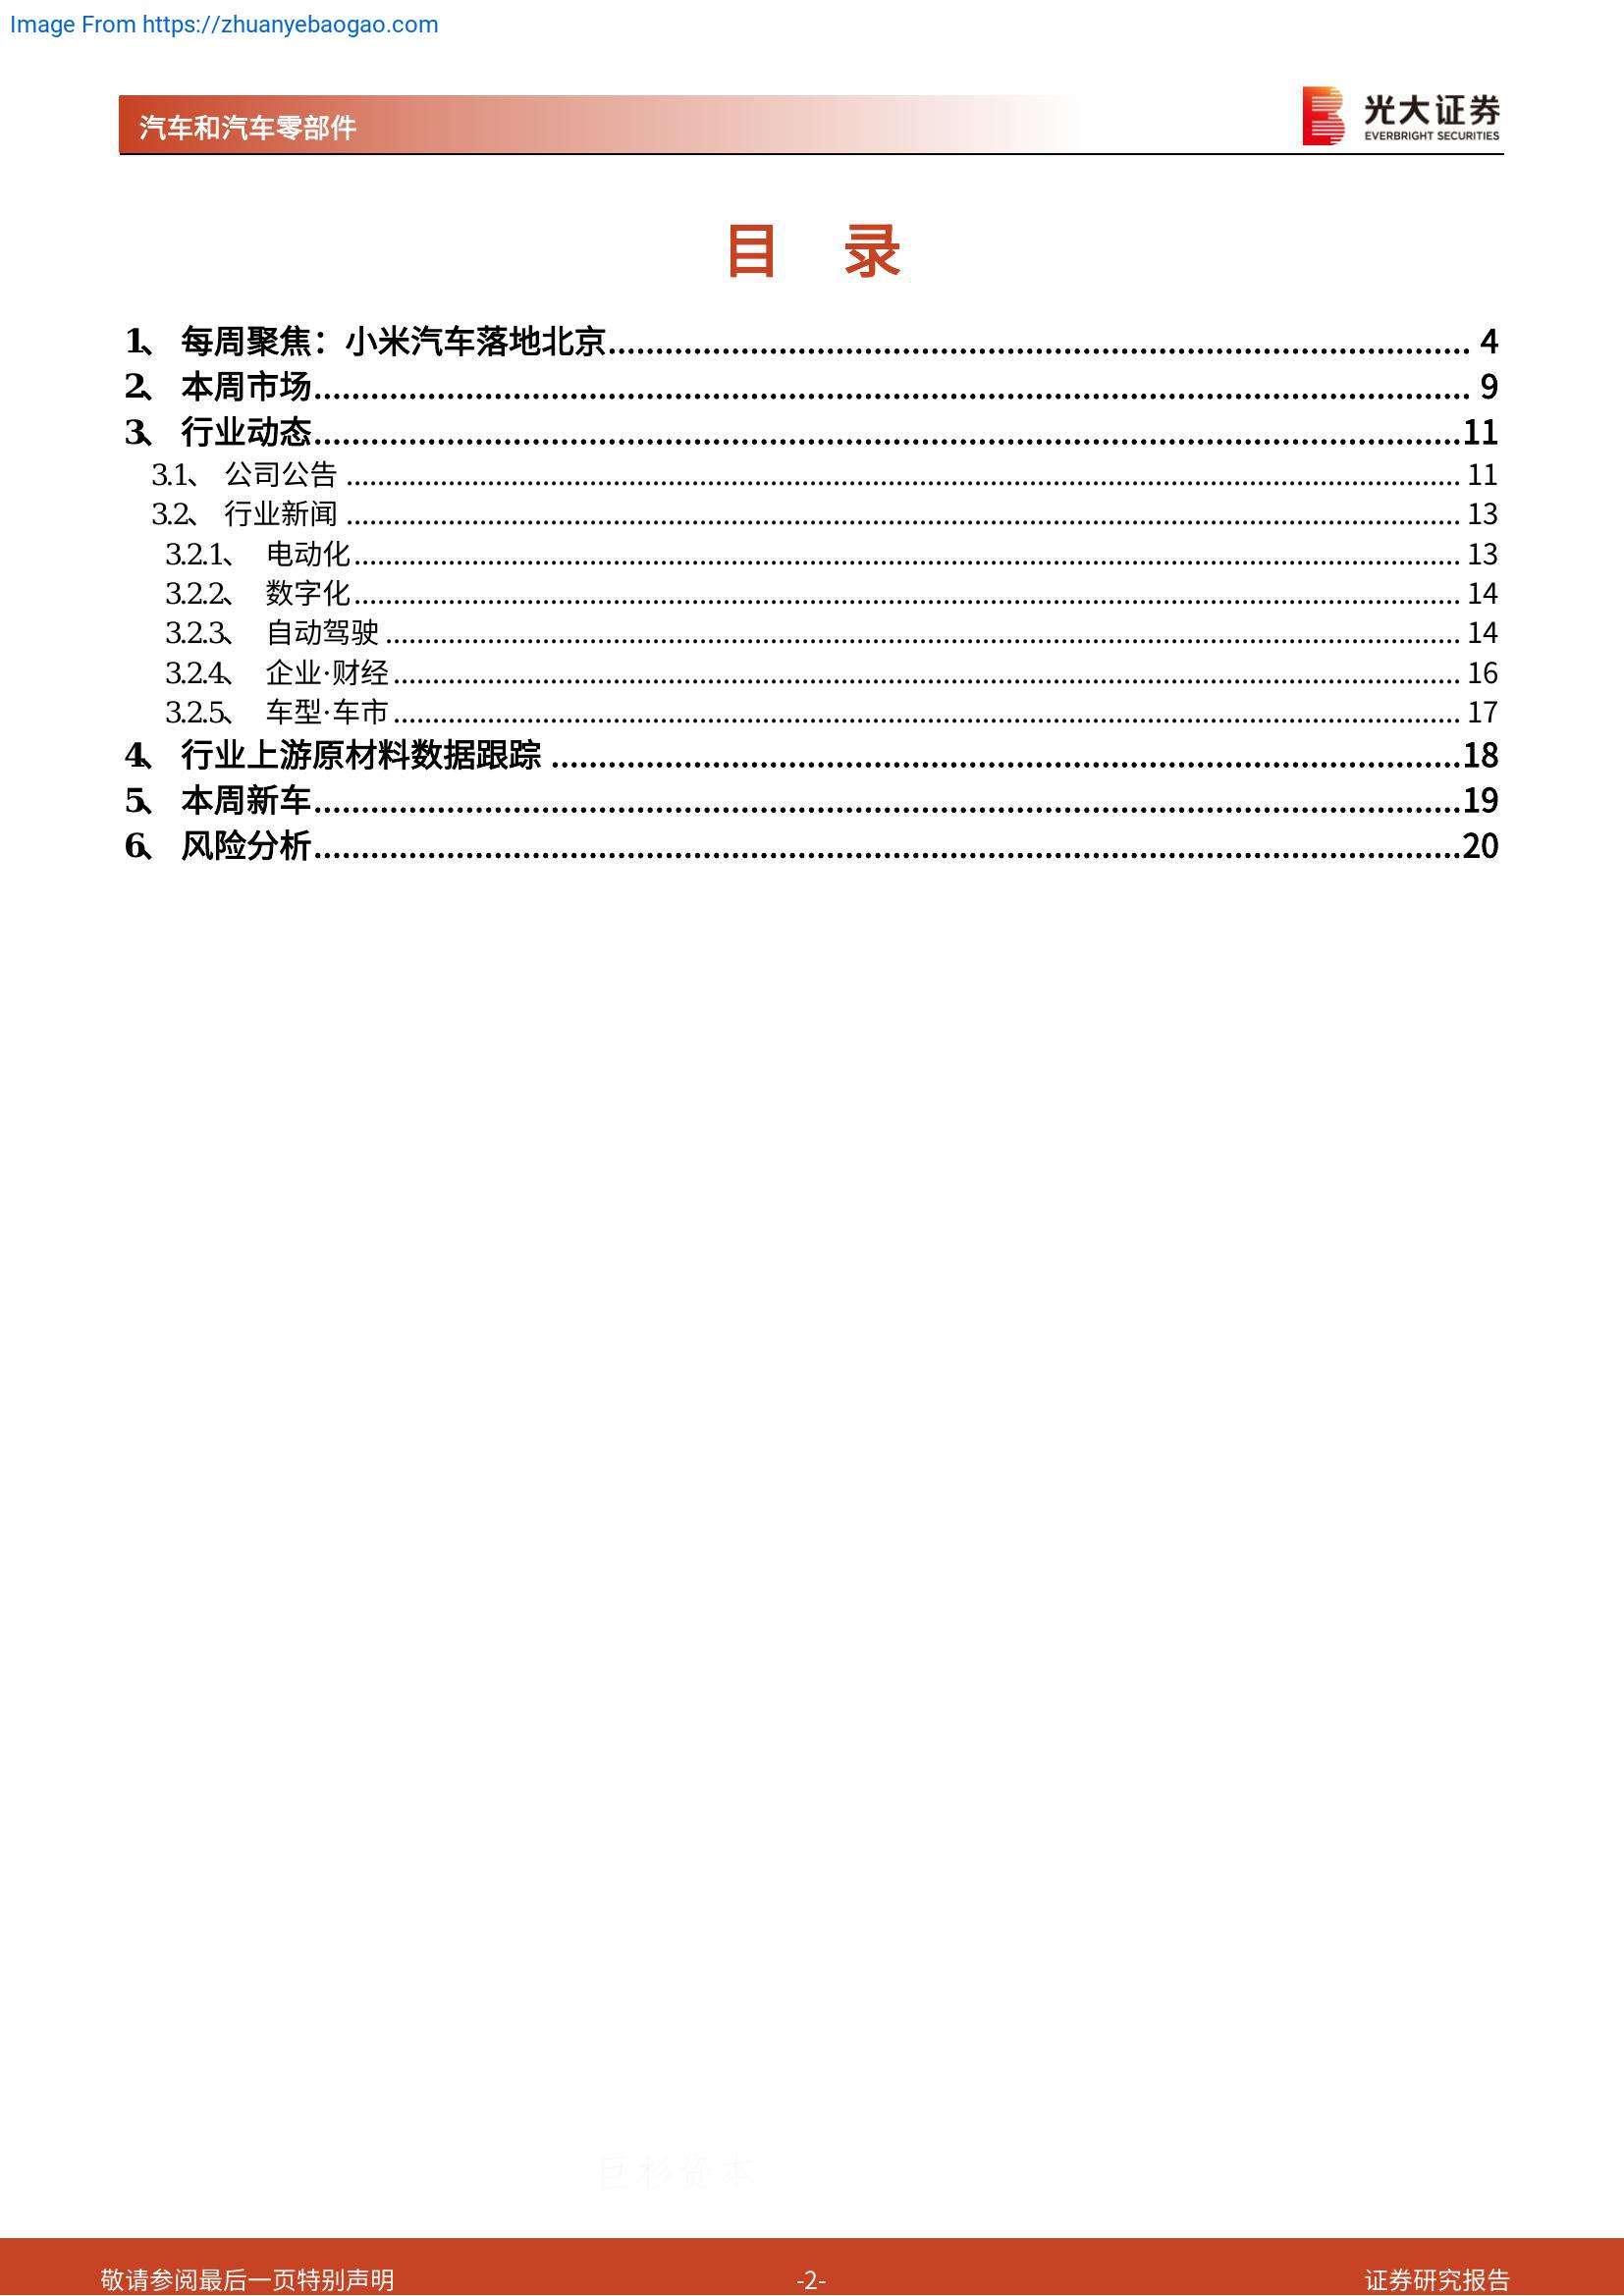 Image From https://zhuanyebaogao.com
汽车和汽车零部件
光大证券
EVERBRIGHT SECURITIES
目 录
1、 每周聚焦：小米汽车落地北京 4
2、 本周市场 9
3、 行业动态 11
3.1、 公司公告 11
3.2、 行业新闻 13
3.2.1、 电动化 13
3.2.2、 数字化 14
3.2.3、 自动驾驶 14
3.2.4、 企业·财经 16
3.2.5、 车型·车市 17
4、 行业上游原材料数据跟踪 18
5、 本周新车 19
6、 风险分析 20
敬请参阅最后一页特别声明 -2- 证券研究报告